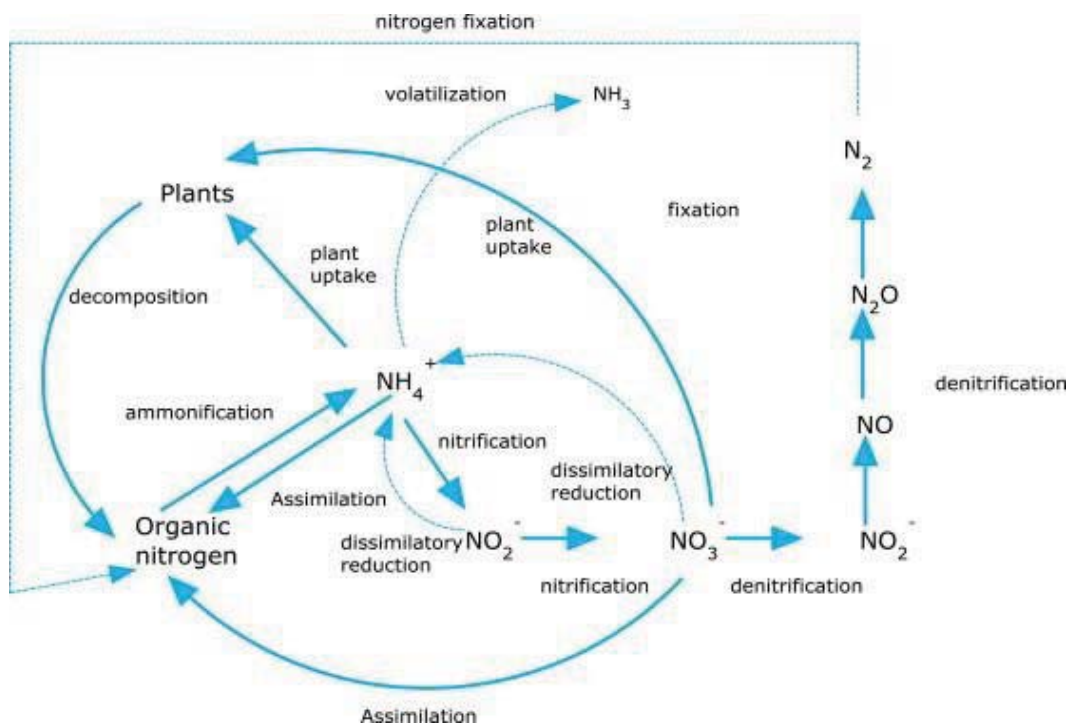 nitrogen fixation
volatilization
NH3
N2
Plants
fixation
plant
uptake
plant
uptake
decomposition
N2O
NH4+
denitrification
ammonification
NO
nitrification
dissimilatory
reduction
Assimilation
Organic
nitrogen
dissimilatory
reduction
NO2-
NO3-
NO2-
nitrification
denitrification
Assimilation